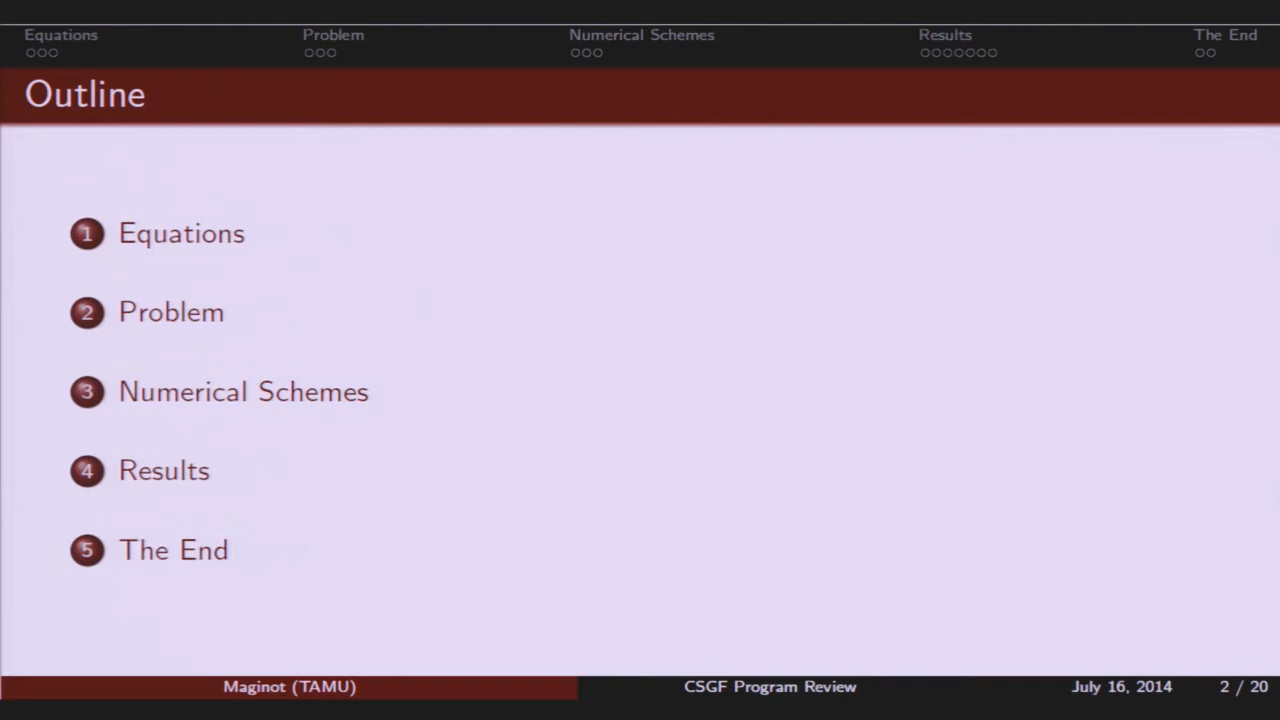 Equations Problem Numerical Schemes Results The End
Outline
1 Equations
2 Problem
3 Numerical Schemes
4 Results
5 The End
Maginot (TAMU) CSGF Program Review July 16, 2014 2 / 20